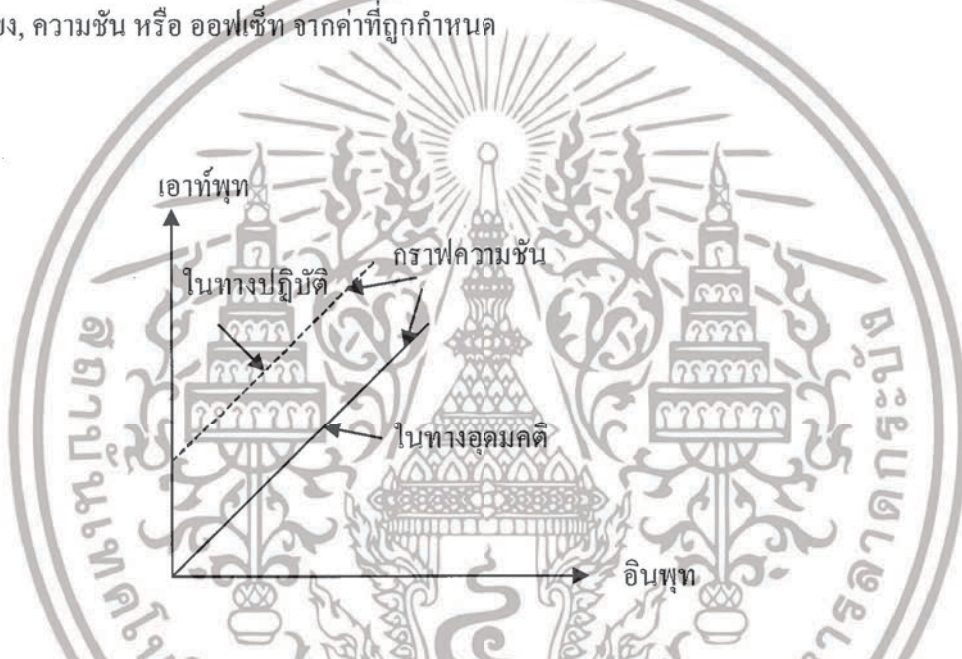 ความชัน หรือ ออฟเซ็ท จากค่าที่ถูกกำหนด
เอาท์พุท
กราฟความชัน
ในทางปฏิบัติ
ในทางอุดมคติ
อินพุท